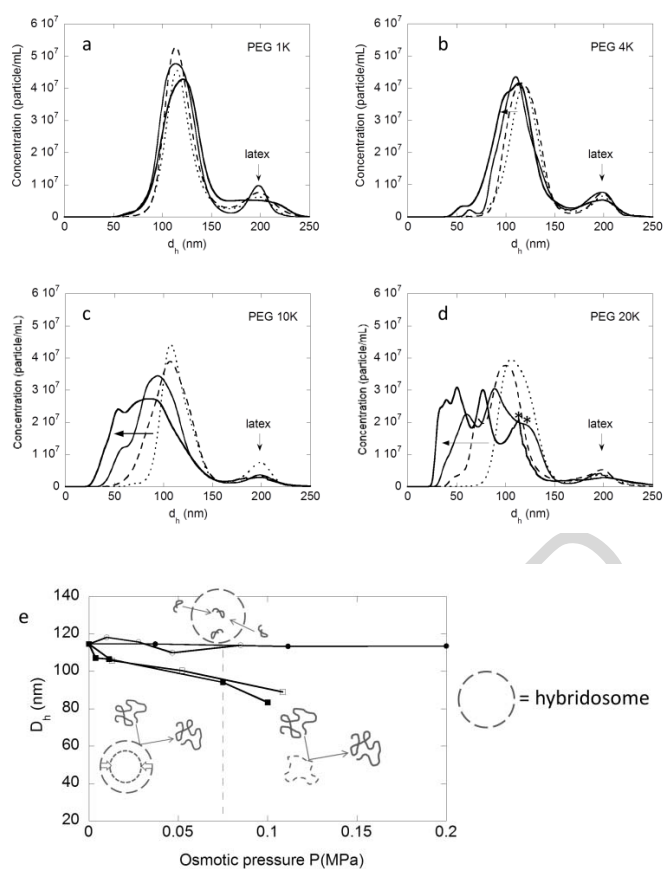 a
PEG 1K
6 10⁷
5 10⁷
4 10⁷
3 10⁷
2 10⁷
1 10⁷
0
Concentration (particle/mL)
latex
0 50 100 150 200 250
dₕ (nm)
b
PEG 4K
6 10⁷
5 10⁷
4 10⁷
3 10⁷
2 10⁷
1 10⁷
0
Concentration (particle/mL)
latex
0 50 100 150 200 250
dₕ (nm)
c
PEG 10K
6 10⁷
5 10⁷
4 10⁷
3 10⁷
2 10⁷
1 10⁷
0
Concentration (particle/mL)
latex
0 50 100 150 200 250
dₕ (nm)
d
PEG 20K
6 10⁷
5 10⁷
4 10⁷
3 10⁷
2 10⁷
1 10⁷
0
Concentration (particle/mL)
* *
latex
0 50 100 150 200 250
dₕ (nm)
e
140
120
100
80
60
40
20
Dₕ (nm)
= hybridosome
0 0.05 0.1 0.15 0.2
Osmotic pressure P(MPa)